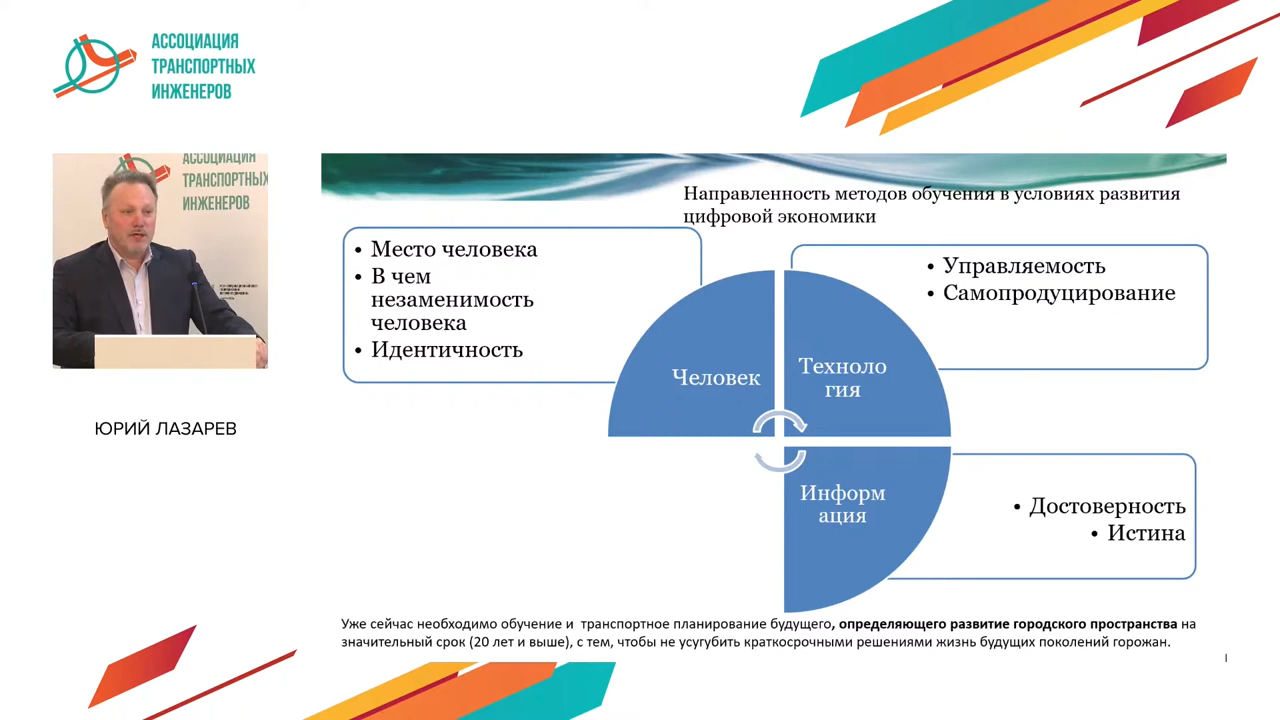 АССОЦИАЦИЯ
ТРАНСПОРТНЫХ
ИНЖЕНЕРОВ
АССОЦИАЦИЯ
ТРАНСПОРТНЫХ
ИНЖЕНЕРОВ
ЮРИЙ ЛАЗАРЕВ
Направленность методов обучения в условиях развития
цифровой экономики
• Место человека
• В чем
незаменимость
человека
• Идентичность
• Управляемость
• Самопродуцирование
Человек
Техноло
гия
Информ
ация
• Достоверность
• Истина
Уже сейчас необходимо обучение и транспортное планирование будущего, определяющего развитие городского пространства на
значительный срок (20 лет и выше), с тем, чтобы не усугубить краткосрочными решениями жизнь будущих поколений горожан.